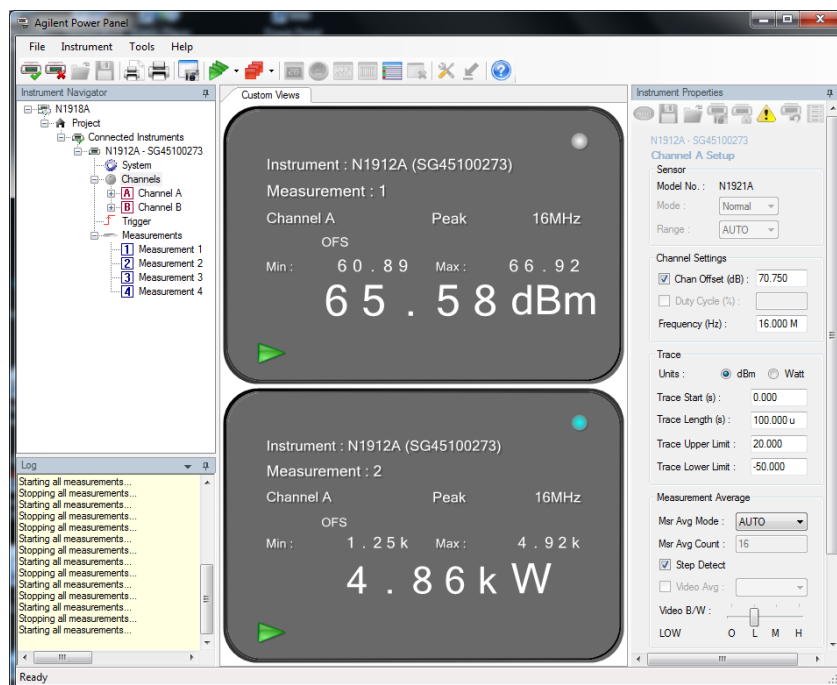 Agilent Power Panel
File Instrument Tools Help
Instrument Navigator
N1918A
Project
Connected Instruments
N1912A - SG45100273
System
Channels
A Channel A
B Channel B
Trigger
Measurements
1 Measurement 1
2 Measurement 2
3 Measurement 3
4 Measurement 4
Log
Starting all measurements...
Stopping all measurements...
Starting all measurements...
Stopping all measurements...
Stopping all measurements...
Starting all measurements...
Starting all measurements...
Stopping all measurements...
Stopping all measurements...
Starting all measurements...
Stopping all measurements...
Starting all measurements...
Stopping all measurements...
Starting all measurements...
Ready
Custom Views
Instrument : N1912A (SG45100273)
Measurement : 1
Channel A Peak 16MHz
OFS
Min : 60.89 Max : 66.92
65.58 dBm
Instrument : N1912A (SG45100273)
Measurement : 2
Channel A Peak 16MHz
OFS
Min : 1.25k Max : 4.92k
4.86k W
Instrument Properties
N1912A - SG45100273
Channel A Setup
Sensor
Model No. : N1921A
Mode : Normal
Range : AUTO
Channel Settings
Chan Offset (dB) : 70.750
Duty Cycle (%) :
Frequency (Hz) : 16.000 M
Trace
Units : dBm Watt
Trace Start (s) : 0.000
Trace Length (s) : 100.000 u
Trace Upper Limit : 20.000
Trace Lower Limit : -50.000
Measurement Average
Msr Avg Mode : AUTO
Msr Avg Count : 16
Step Detect
Video Avg :
Video B/W :
LOW O L M H